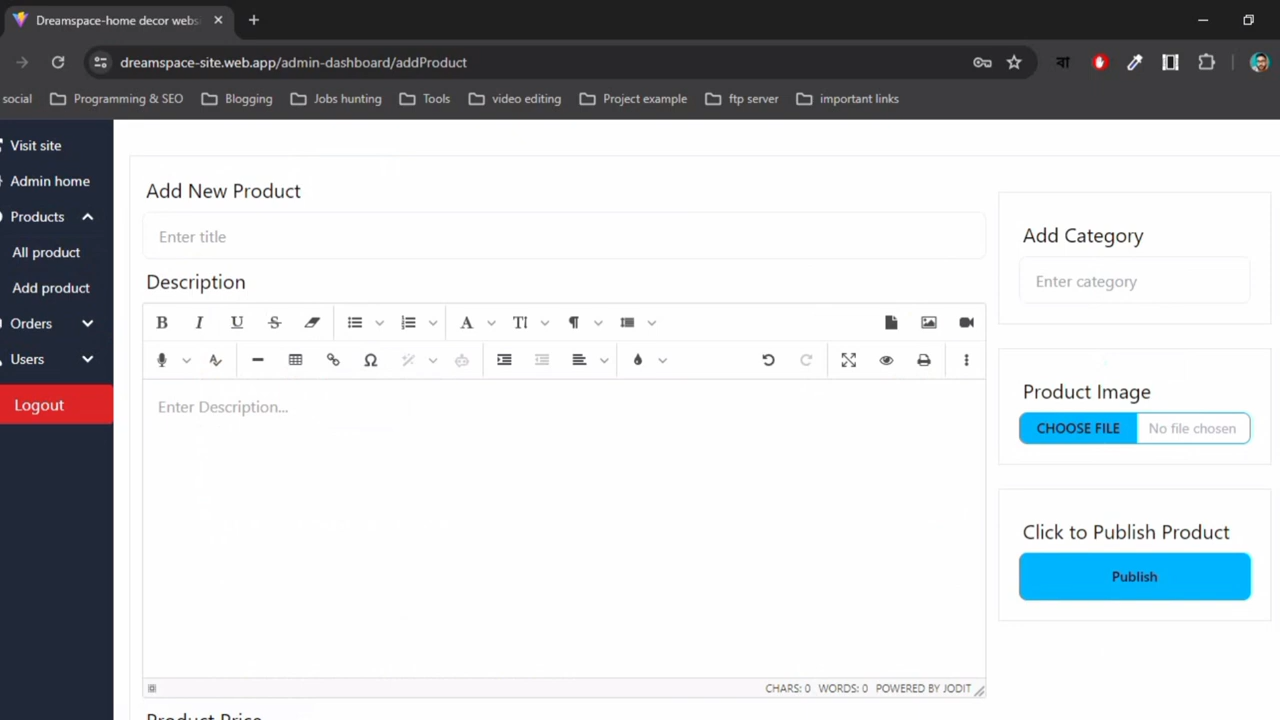 Dreamspace-home decor webs
dreamspace-site.web.app/admin-dashboard/addProduct
বা
social
Programming & SEO
Blogging
Jobs hunting
Tools
video editing
Project example
ftp server
important links
Visit site
Admin home
Products
All product
Add product
Orders
Users
Logout
Add New Product
Enter title
Description
Enter Description...
CHARS: 0 WORDS: 0 POWERED BY JODIT
Product Price
Add Category
Enter category
Product Image
CHOOSE FILE No file chosen
Click to Publish Product
Publish